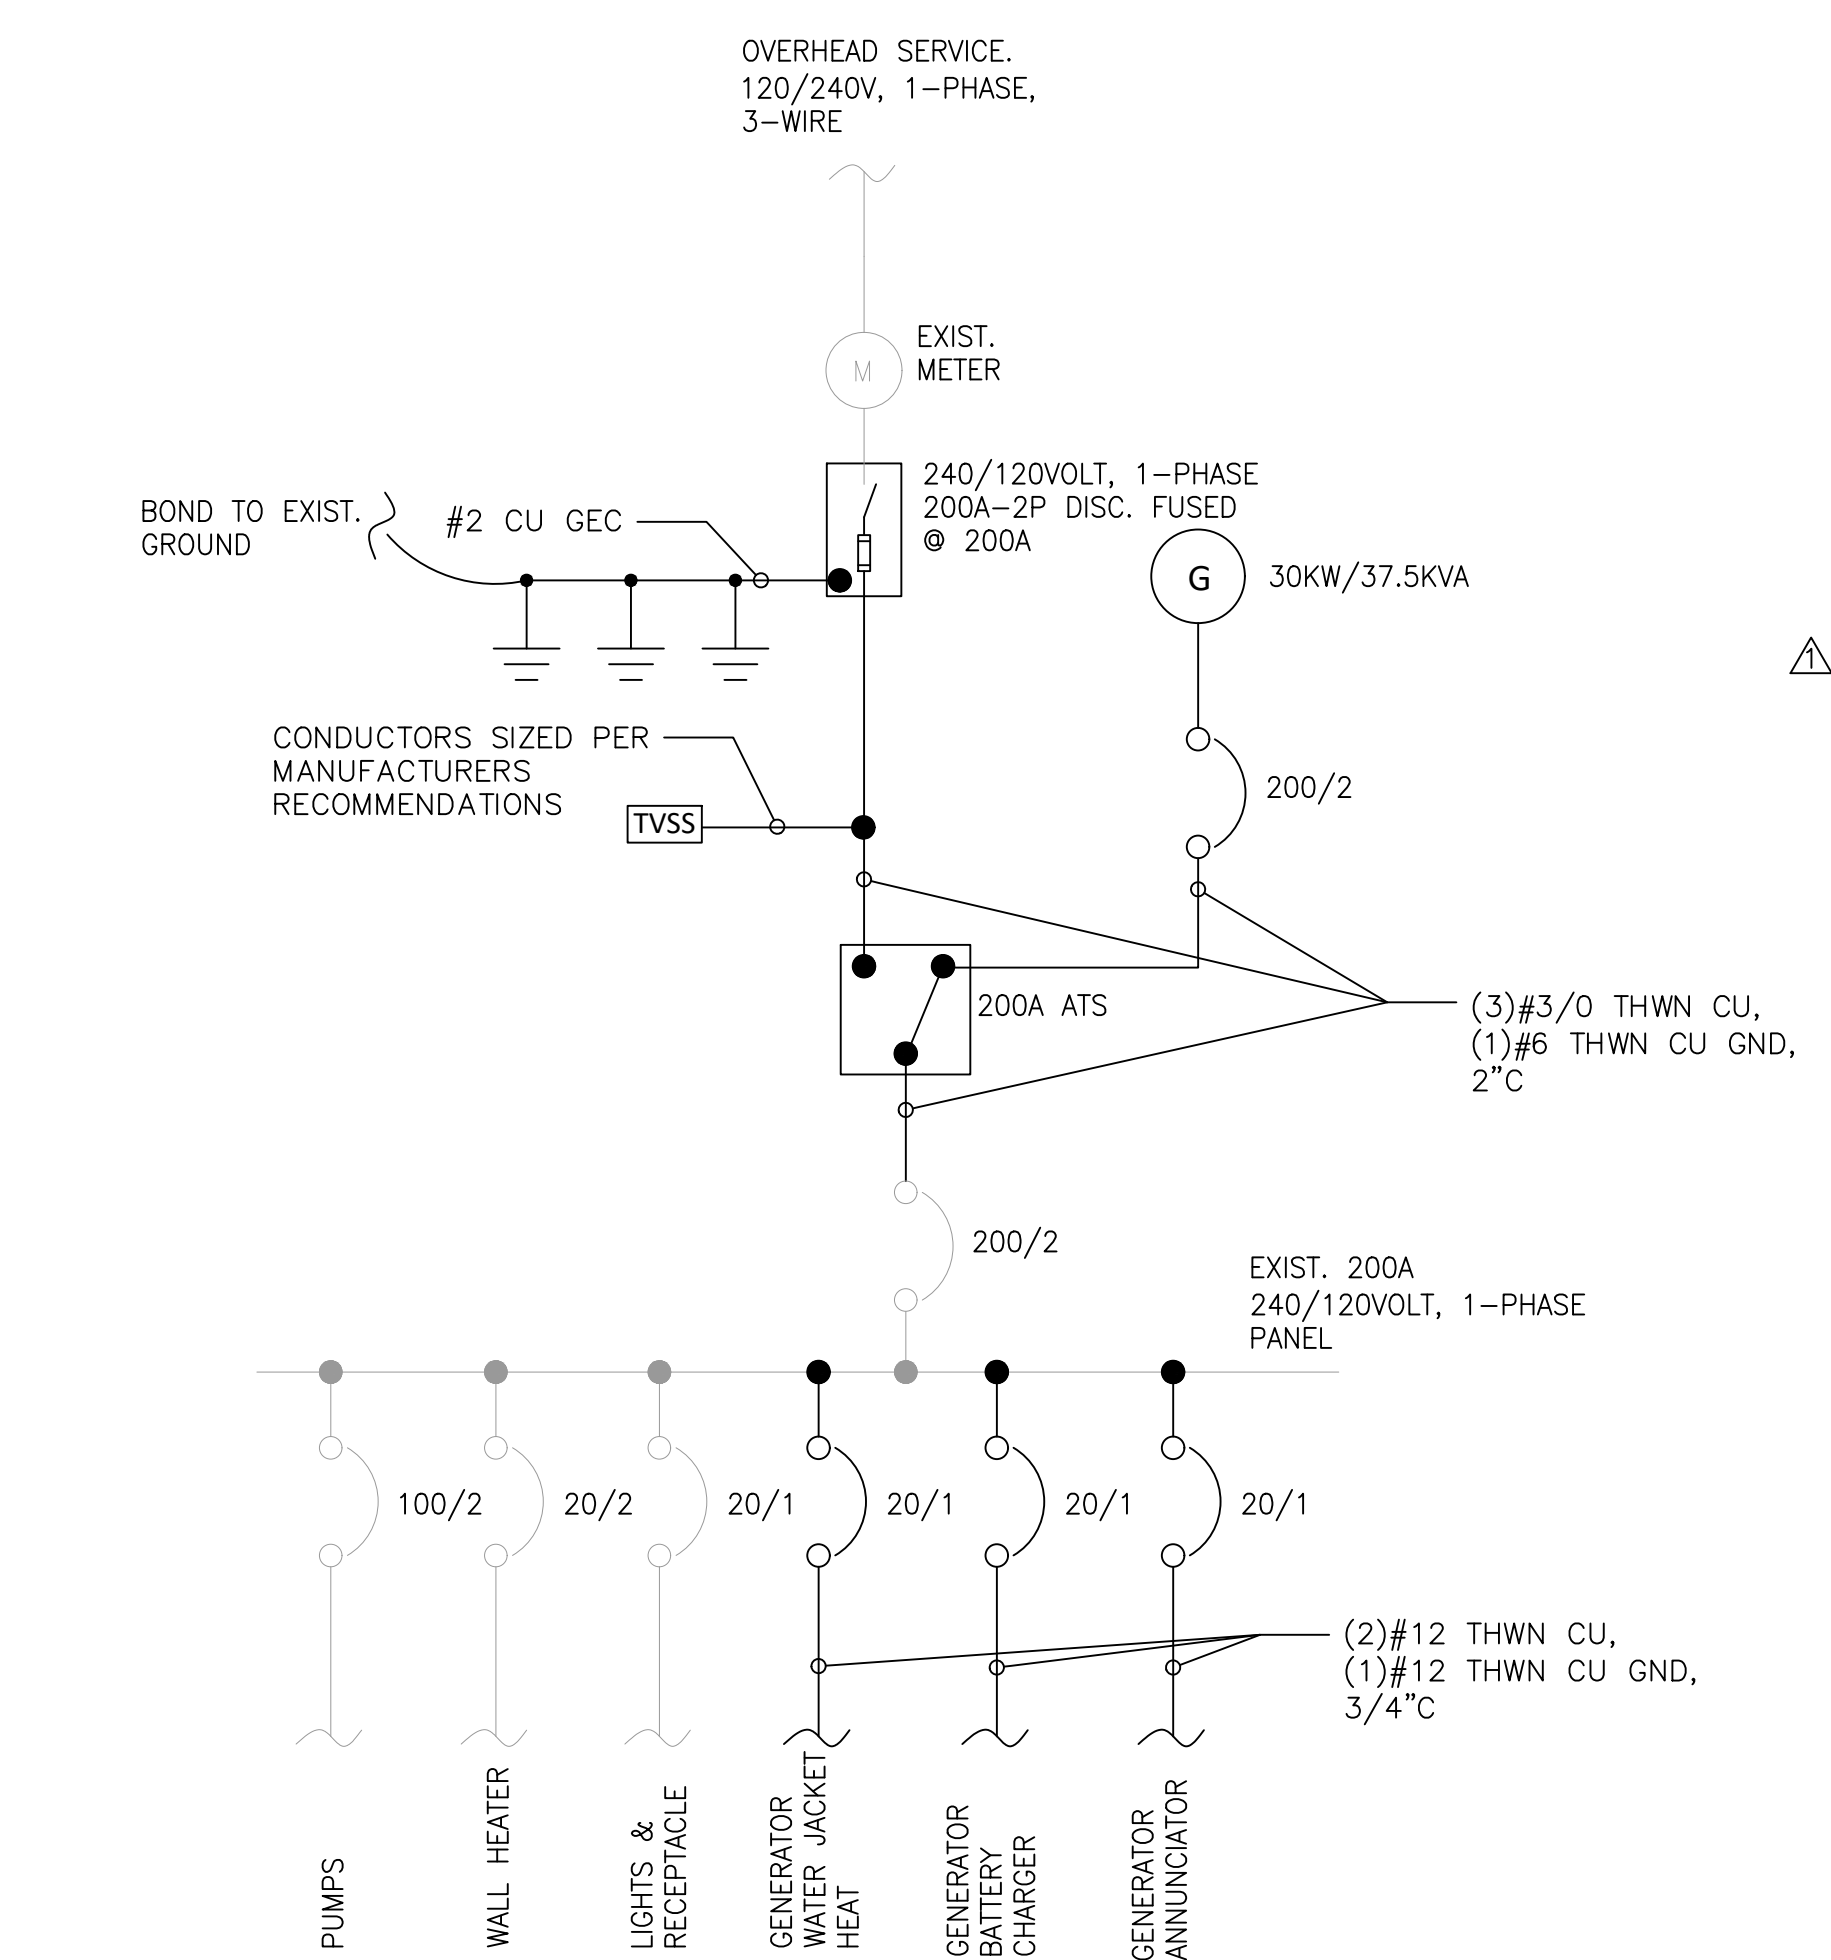 OVERHEAD SERVICE.
120/240V, 1-PHASE,
3-WIRE
M
EXIST.
METER
240/120VOLT, 1-PHASE
200A-2P DISC. FUSED
@ 200A
BOND TO EXIST.
GROUND
#2 CU GEC
G
30KW/37.5KVA
1
CONDUCTORS SIZED PER
MANUFACTURERS
RECOMMENDATIONS
TVSS
200/2
200A ATS
(3)#3/0 THWN CU,
(1)#6 THWN CU GND,
2"C
200/2
EXIST. 200A
240/120VOLT, 1-PHASE
PANEL
100/2
20/2
20/1
20/1
20/1
20/1
(2)#12 THWN CU,
(1)#12 THWN CU GND,
3/4"C
PUMPS
WALL HEATER
LIGHTS &
RECEPTACLE
GENERATOR
WATER JACKET
HEAT
GENERATOR
BATTERY
CHARGER
GENERATOR
ANNUNCIATOR